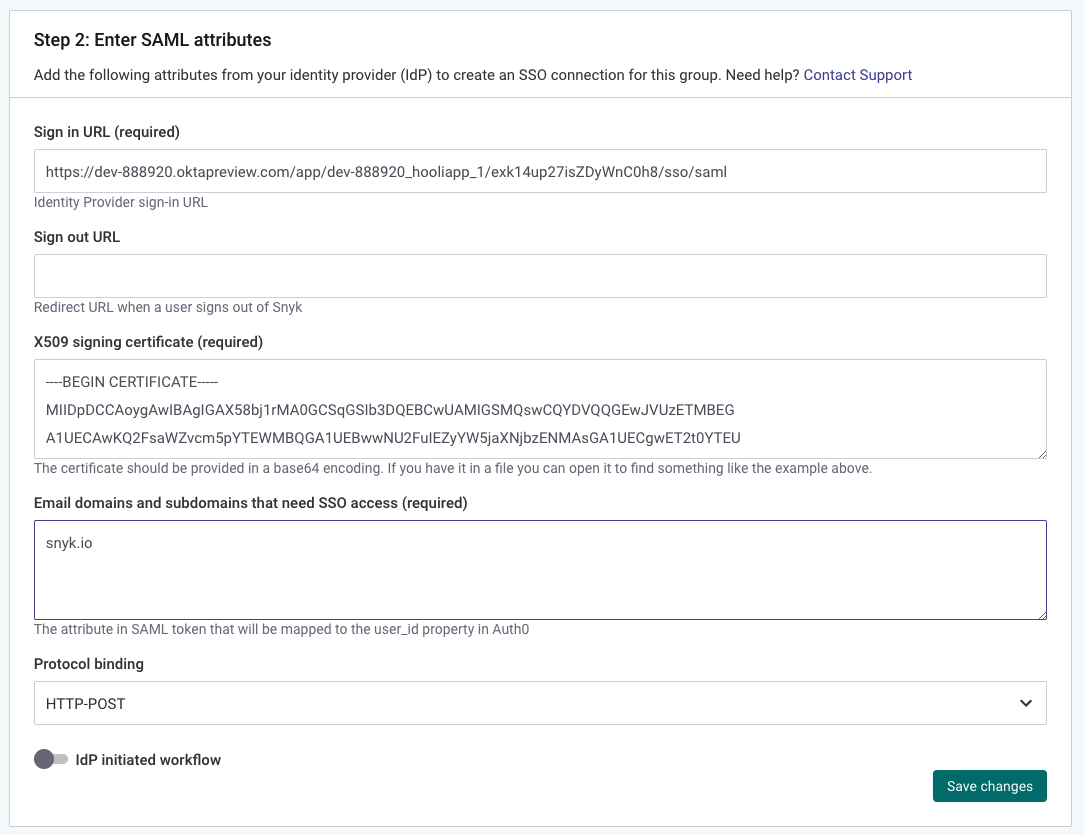 Step 2: Enter SAML attributes
Add the following attributes from your identity provider (IdP) to create an SSO connection for this group. Need help? Contact Support
Sign in URL (required)
https://dev-888920.oktapreview.com/app/dev-888920_hooliapp_1/exk14up27isZDyWnC0h8/sso/saml
Identity Provider sign-in URL
Sign out URL
Redirect URL when a user signs out of Snyk
X509 signing certificate (required)
----BEGIN CERTIFICATE-----
MIIDpDCCAoygAwIBAgIGAX58bj1rMA0GCSqGSIb3DQEBCwUAMIGSMQswCQYDVQQGEwJVUzETMBEG
A1UECAwKQ2FsaWZvcm5pYTEWMBQGA1UEBwwNU2FuIEZyYW5jaXNjbzENMAsGA1UECgwET2t0YTEU
The certificate should be provided in a base64 encoding. If you have it in a file you can open it to find something like the example above.
Email domains and subdomains that need SSO access (required)
snyk.io
The attribute in SAML token that will be mapped to the user_id property in Auth0
Protocol binding
HTTP-POST
IdP initiated workflow
Save changes